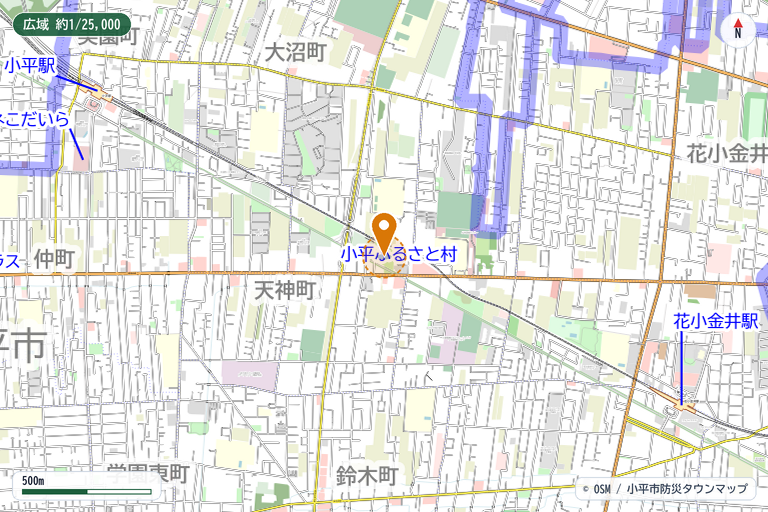 広域 約1/25,000
美園町
大沼町
N
小平駅
ネこだいら
花小金井
小平ふるさと村
ラス
仲町
天神町
花小金井駅
平市
学園東町
鈴木町
500m
© OSM / 小平市防災タウンマップ